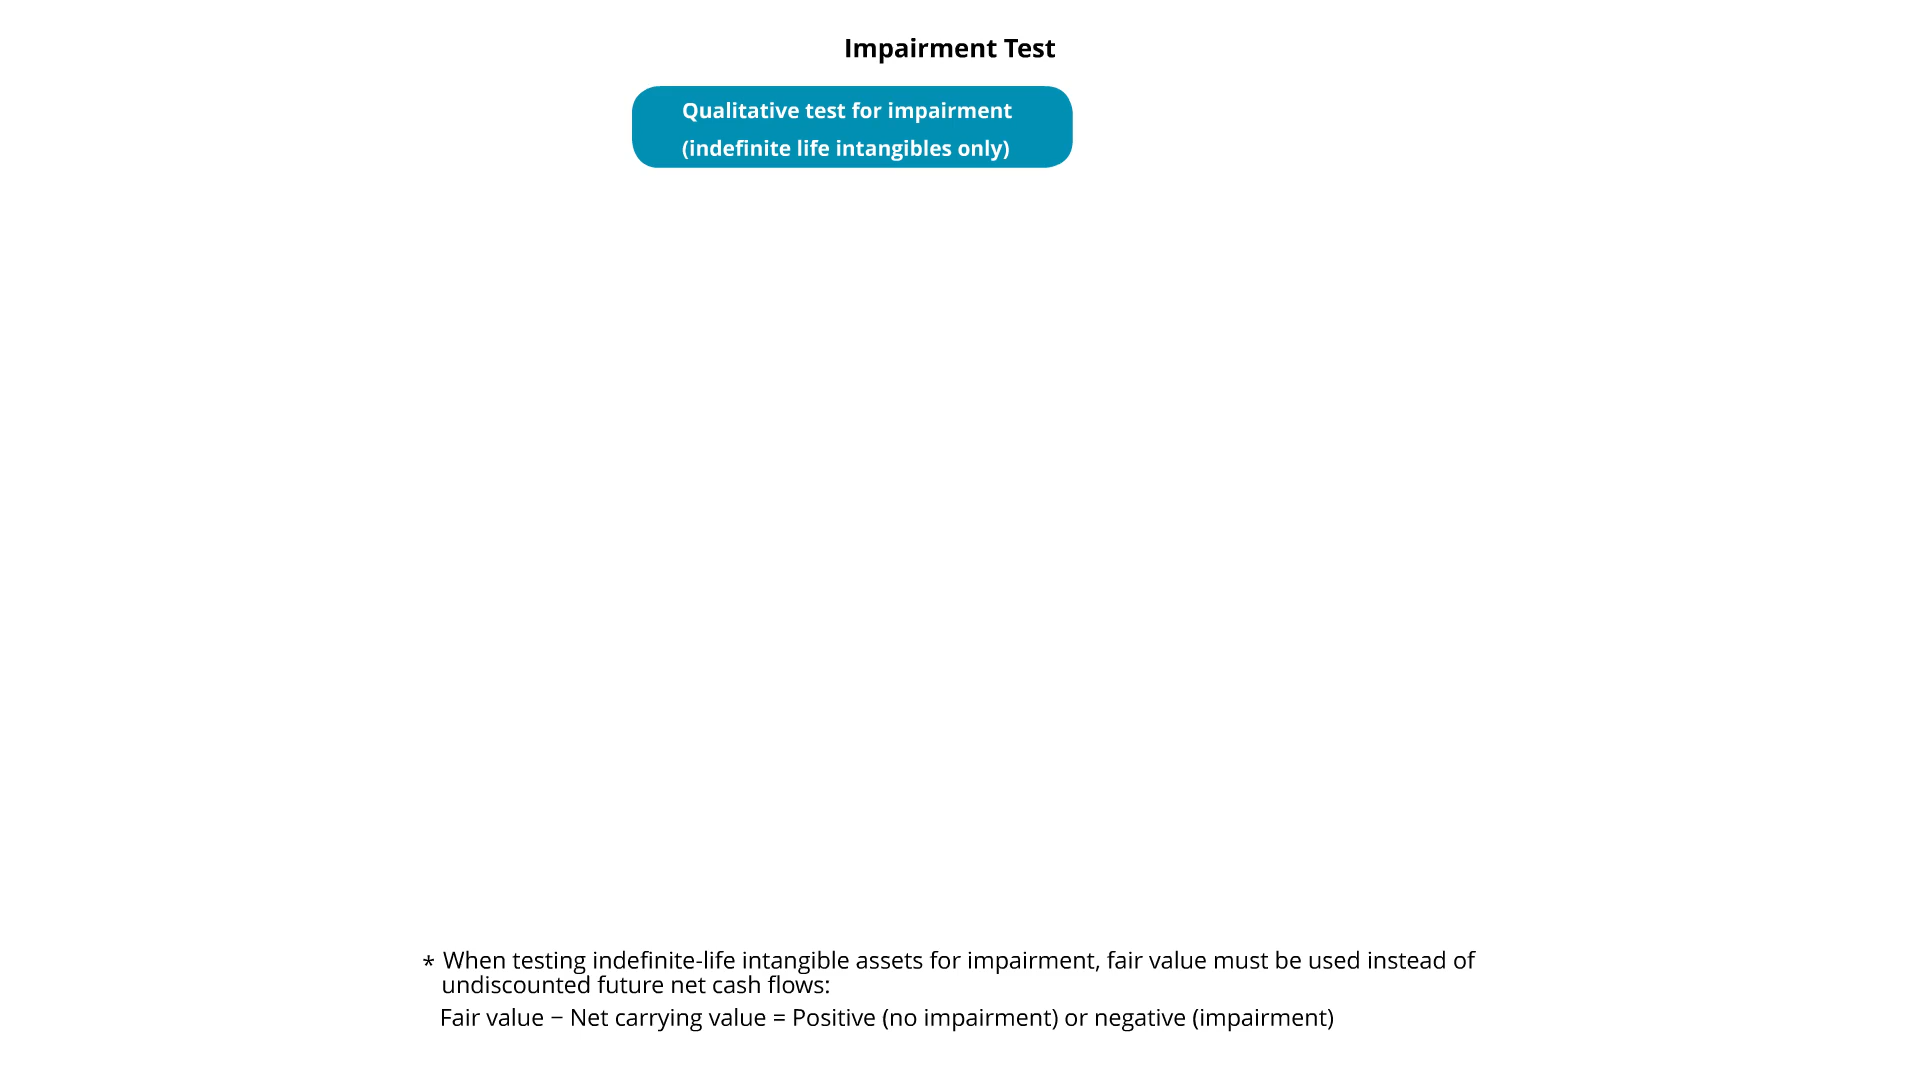 Impairment Test
Qualitative test for impairment
(indefinite life intangibles only)
* When testing indefinite-life intangible assets for impairment, fair value must be used instead of
undiscounted future net cash flows:
Fair value − Net carrying value = Positive (no impairment) or negative (impairment)